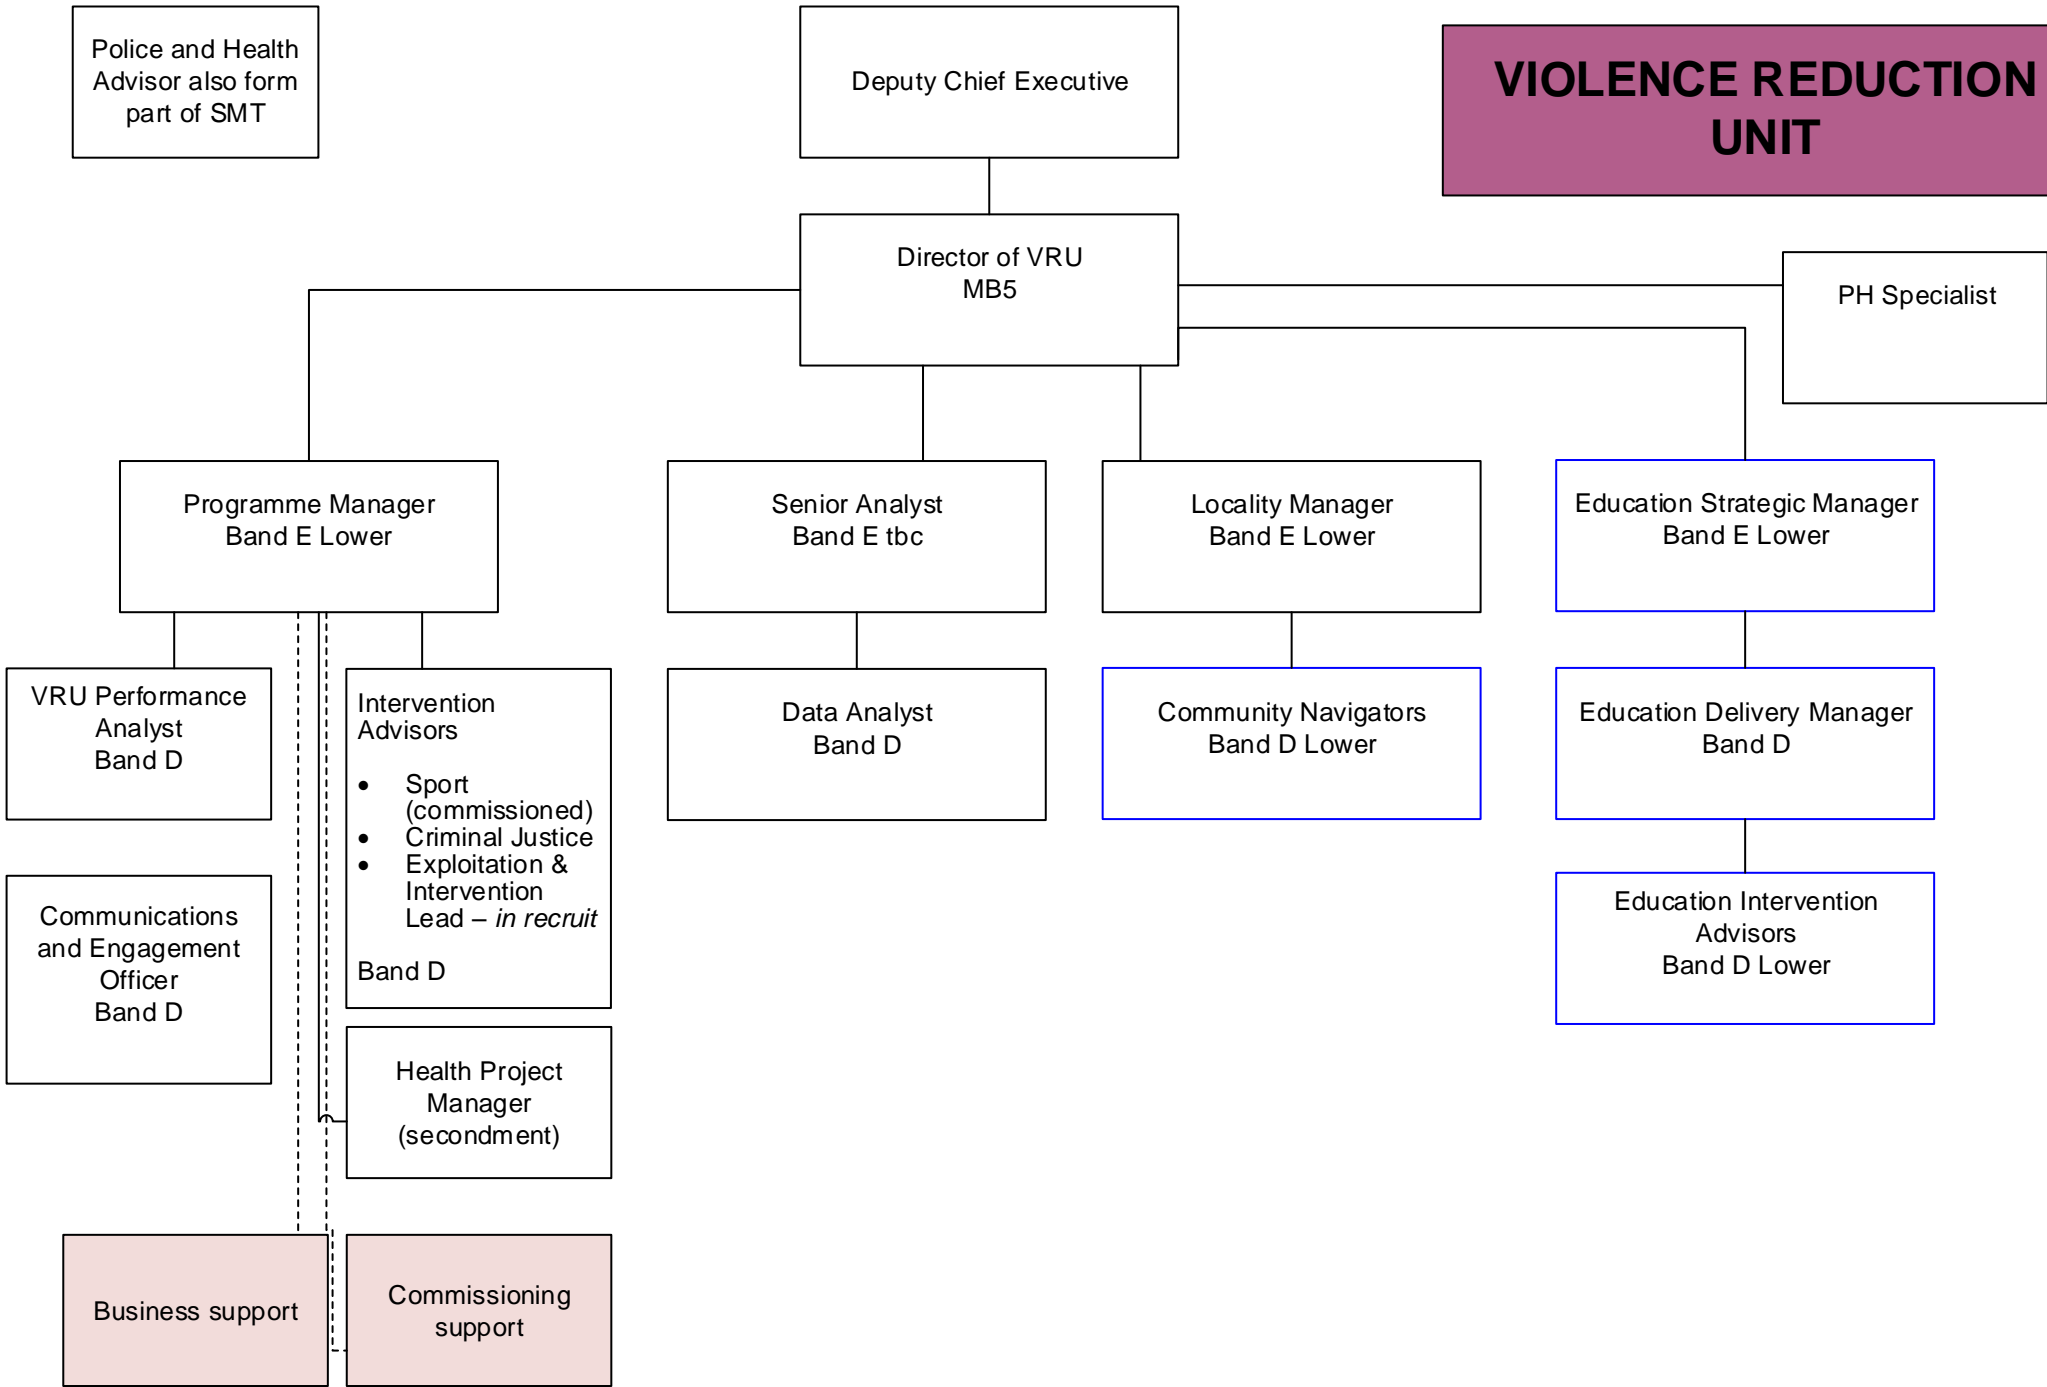 Police and Health
Advisor also form
part of SMT
Deputy Chief Executive
VIOLENCE REDUCTION
UNIT
Director of VRU
MB5
PH Specialist
Programme Manager
Band E Lower
Senior Analyst
Band E tbc
Locality Manager
Band E Lower
Education Strategic Manager
Band E Lower
VRU Performance
Analyst
Band D
Intervention
Advisors
• Sport
(commissioned)
• Criminal Justice
• Exploitation &
Intervention
Lead – in recruit
Band D
Data Analyst
Band D
Community Navigators
Band D Lower
Education Delivery Manager
Band D
Communications
and Engagement
Officer
Band D
Education Intervention
Advisors
Band D Lower
Health Project
Manager
(secondment)
Business support
Commissioning
support